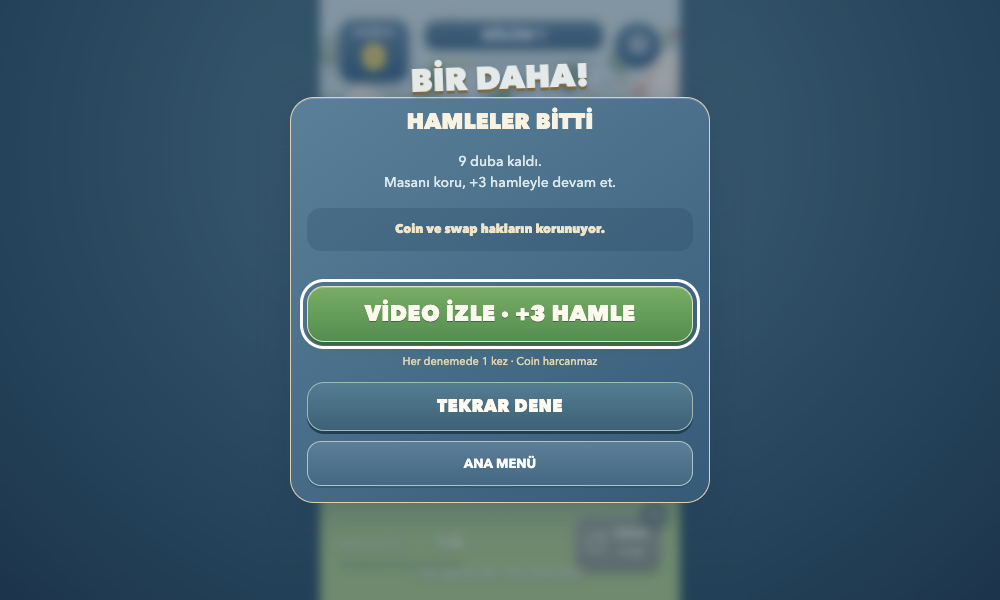 BİR DAHA!
HAMLELER BİTTİ
9 duba kaldı.
Masanı koru, +3 hamleyle devam et.
Coin ve swap hakların korunuyor.
VİDEO İZLE • +3 HAMLE
Her denemede 1 kez · Coin harcanmaz
TEKRAR DENE
ANA MENÜ